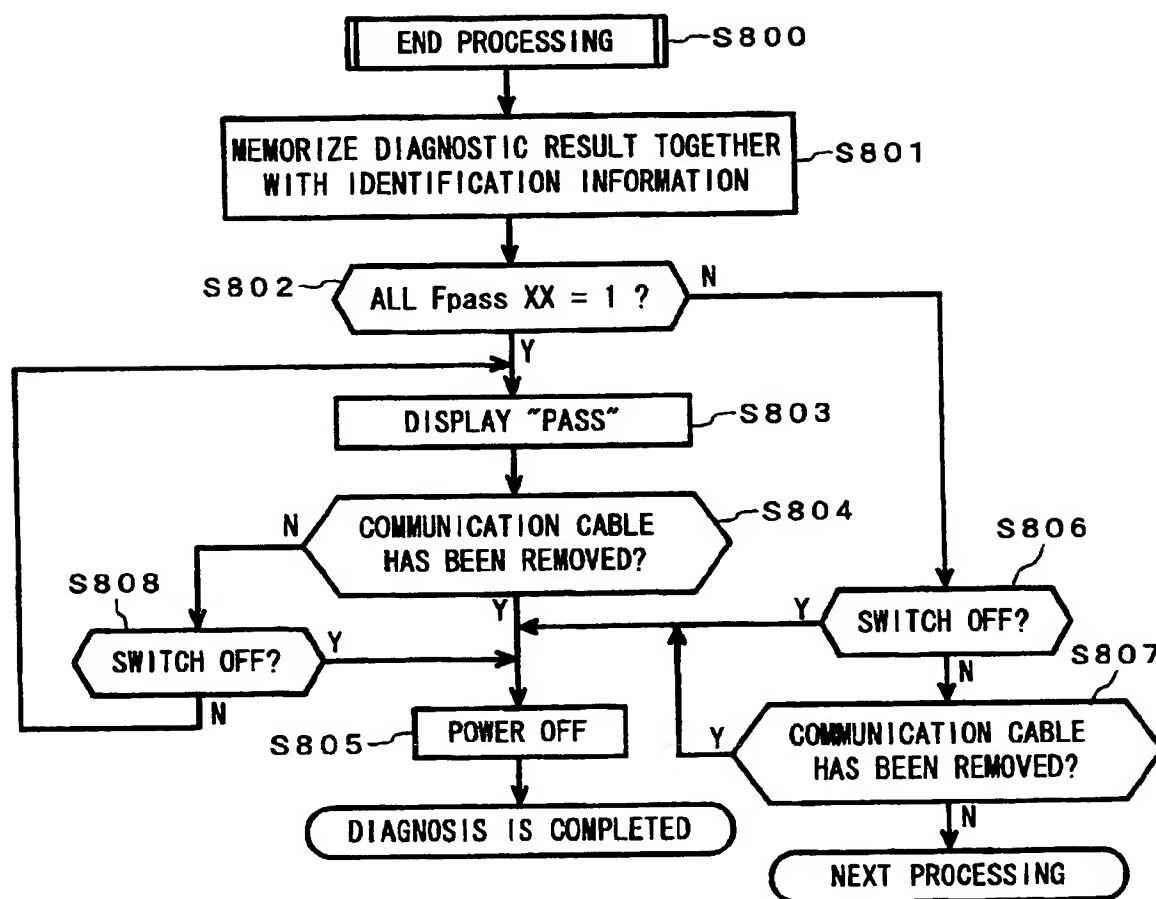 END PROCESSING
S800
MEMORIZE DIAGNOSTIC RESULT TOGETHER
WITH IDENTIFICATION INFORMATION
S801
S802
ALL Fpass XX = 1 ?
N
Y
DISPLAY "PASS"
S803
N
COMMUNICATION CABLE
HAS BEEN REMOVED?
S804
Y
S808
SWITCH OFF?
Y
N
S806
Y
SWITCH OFF?
N
S807
S805
POWER OFF
Y
COMMUNICATION CABLE
HAS BEEN REMOVED?
N
DIAGNOSIS IS COMPLETED
NEXT PROCESSING